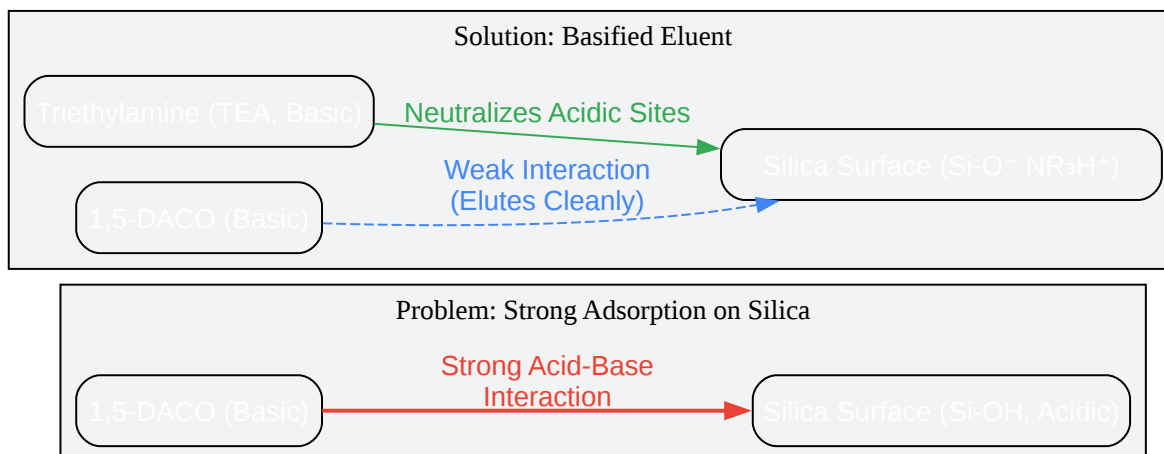 Solution: Basified Eluent
Triethylamine (TEA, Basic)
Neutralizes Acidic Sites
Silica Surface (Si-O⁻ NR₃H⁺)
Weak Interaction
(Elutes Cleanly)
1,5-DACO (Basic)
Problem: Strong Adsorption on Silica
Strong Acid-Base
Interaction
1,5-DACO (Basic)
Silica Surface (Si-OH, Acidic)